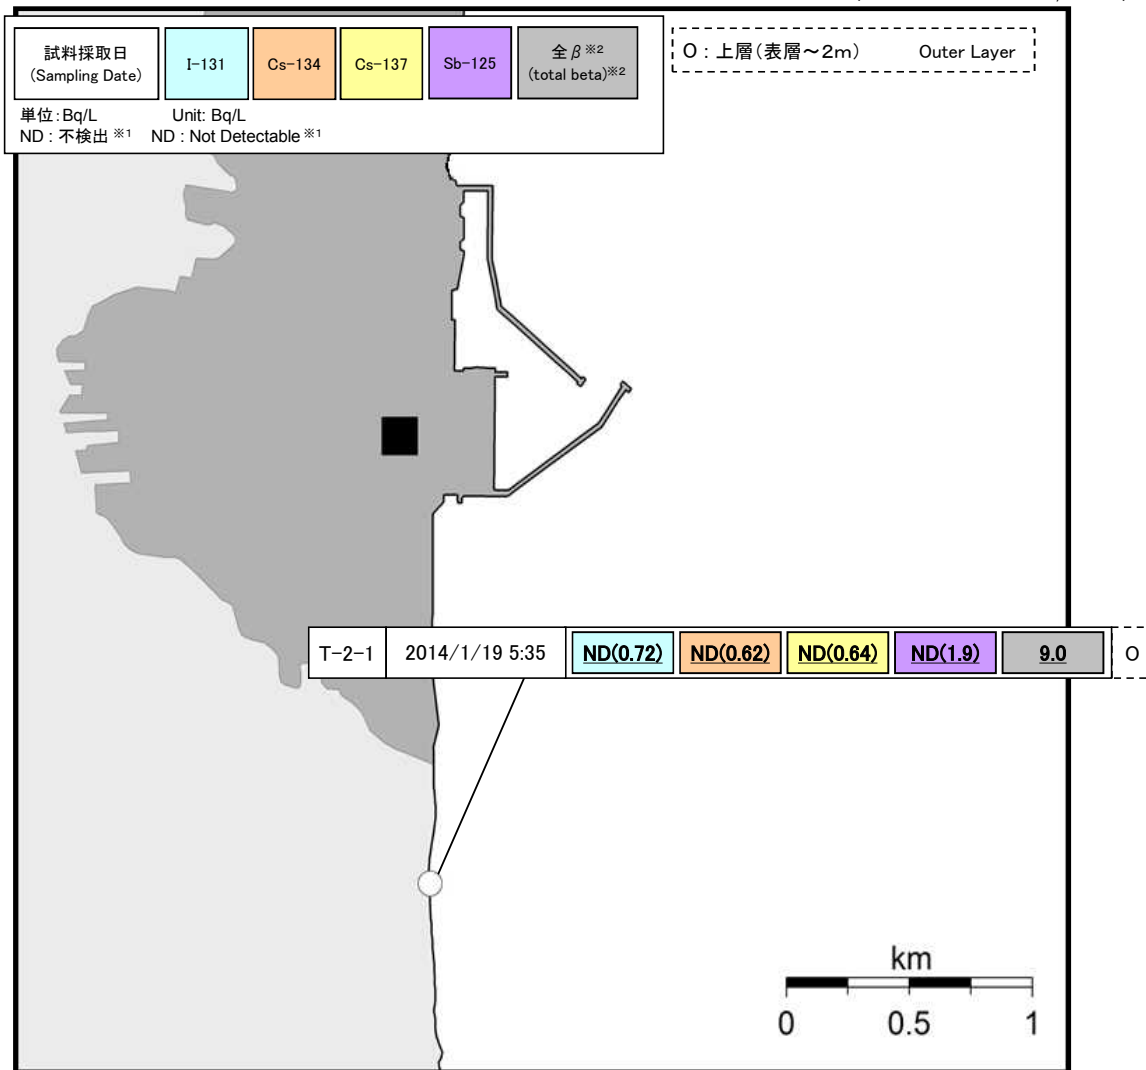 試料採取日
(Sampling Date)
I-131
Cs-134
Cs-137
Sb-125
全β※2
(total beta)※2
単位:Bq/L Unit: Bq/L
ND : 不検出 ※1 ND : Not Detectable ※1
O : 上層(表層～2m) Outer Layer
T-2-1 2014/1/19 5:35 ND(0.72) ND(0.62) ND(0.64) ND(1.9) 9.0 O
km
0 0.5 1